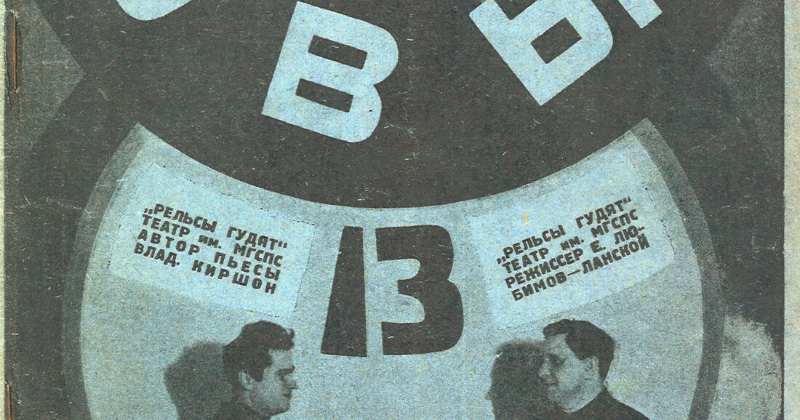 В
„РЕЛЬСЫ ГУДЯТ“
ТЕАТР им. МГСПС
АВТОР ПЬЕСЫ
ВЛАД. КИРШОН
13
„РЕЛЬСЫ ГУДЯТ“
ТЕАТР им. МГСПС
РЕЖИССЕР Е. ЛЮ-
БИМОВ—ЛАНСКОЙ